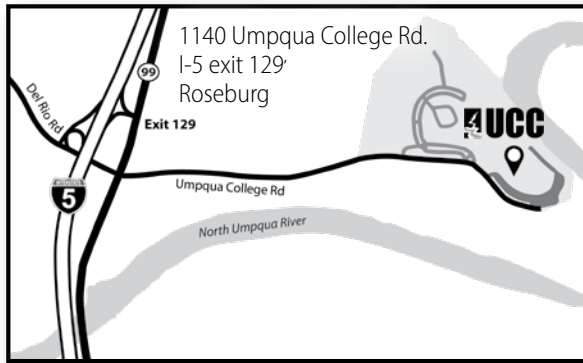 1140 Umpqua College Rd.
I-5 exit 129
Roseburg
99
Del Rio Rd
Exit 129
UCC
5
Umpqua College Rd
North Umpqua River